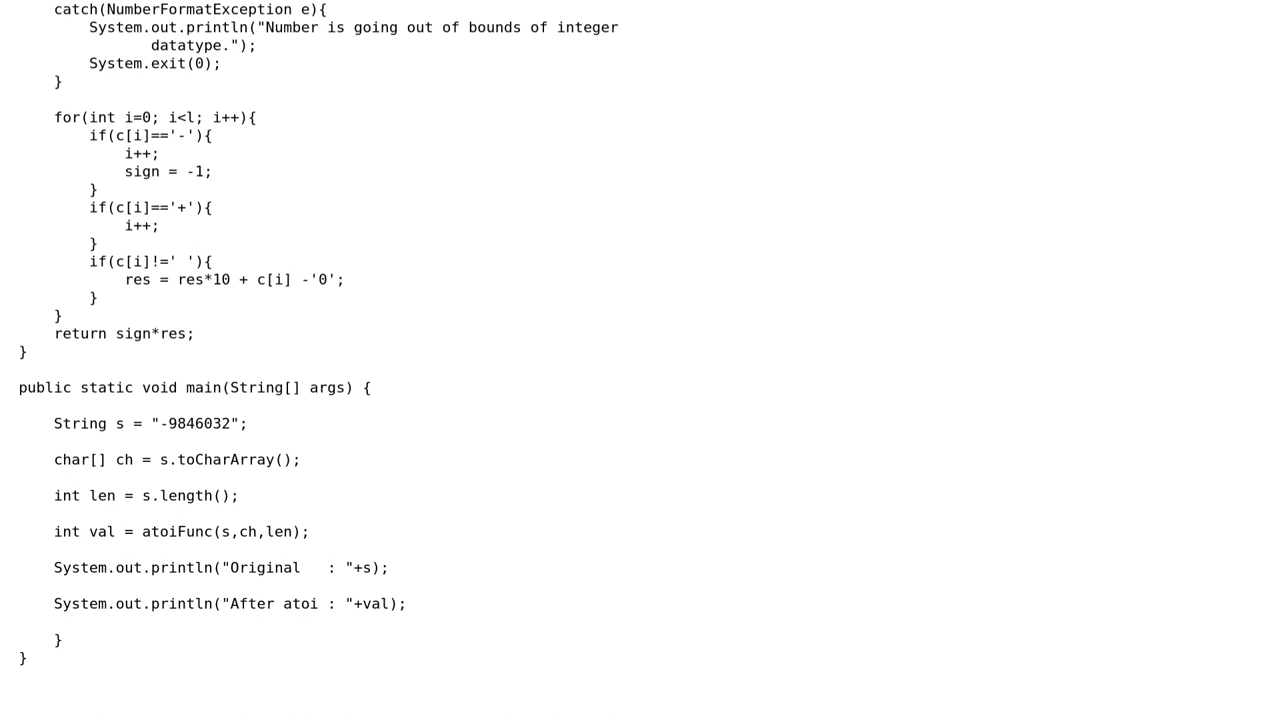 catch(NumberFormatException e){
System.out.println("Number is going out of bounds of integer
datatype.");
System.exit(0);
}
for(int i=0; i<l; i++){
if(c[i]=='-'){
i++;
sign = -1;
}
if(c[i]=='+'){
i++;
}
if(c[i]!=' '){
res = res*10 + c[i] -'0';
}
}
return sign*res;
}
public static void main(String[] args) {
String s = "-9846032";
char[] ch = s.toCharArray();
int len = s.length();
int val = atoiFunc(s,ch,len);
System.out.println("Original   : "+s);
System.out.println("After atoi : "+val);
}
}